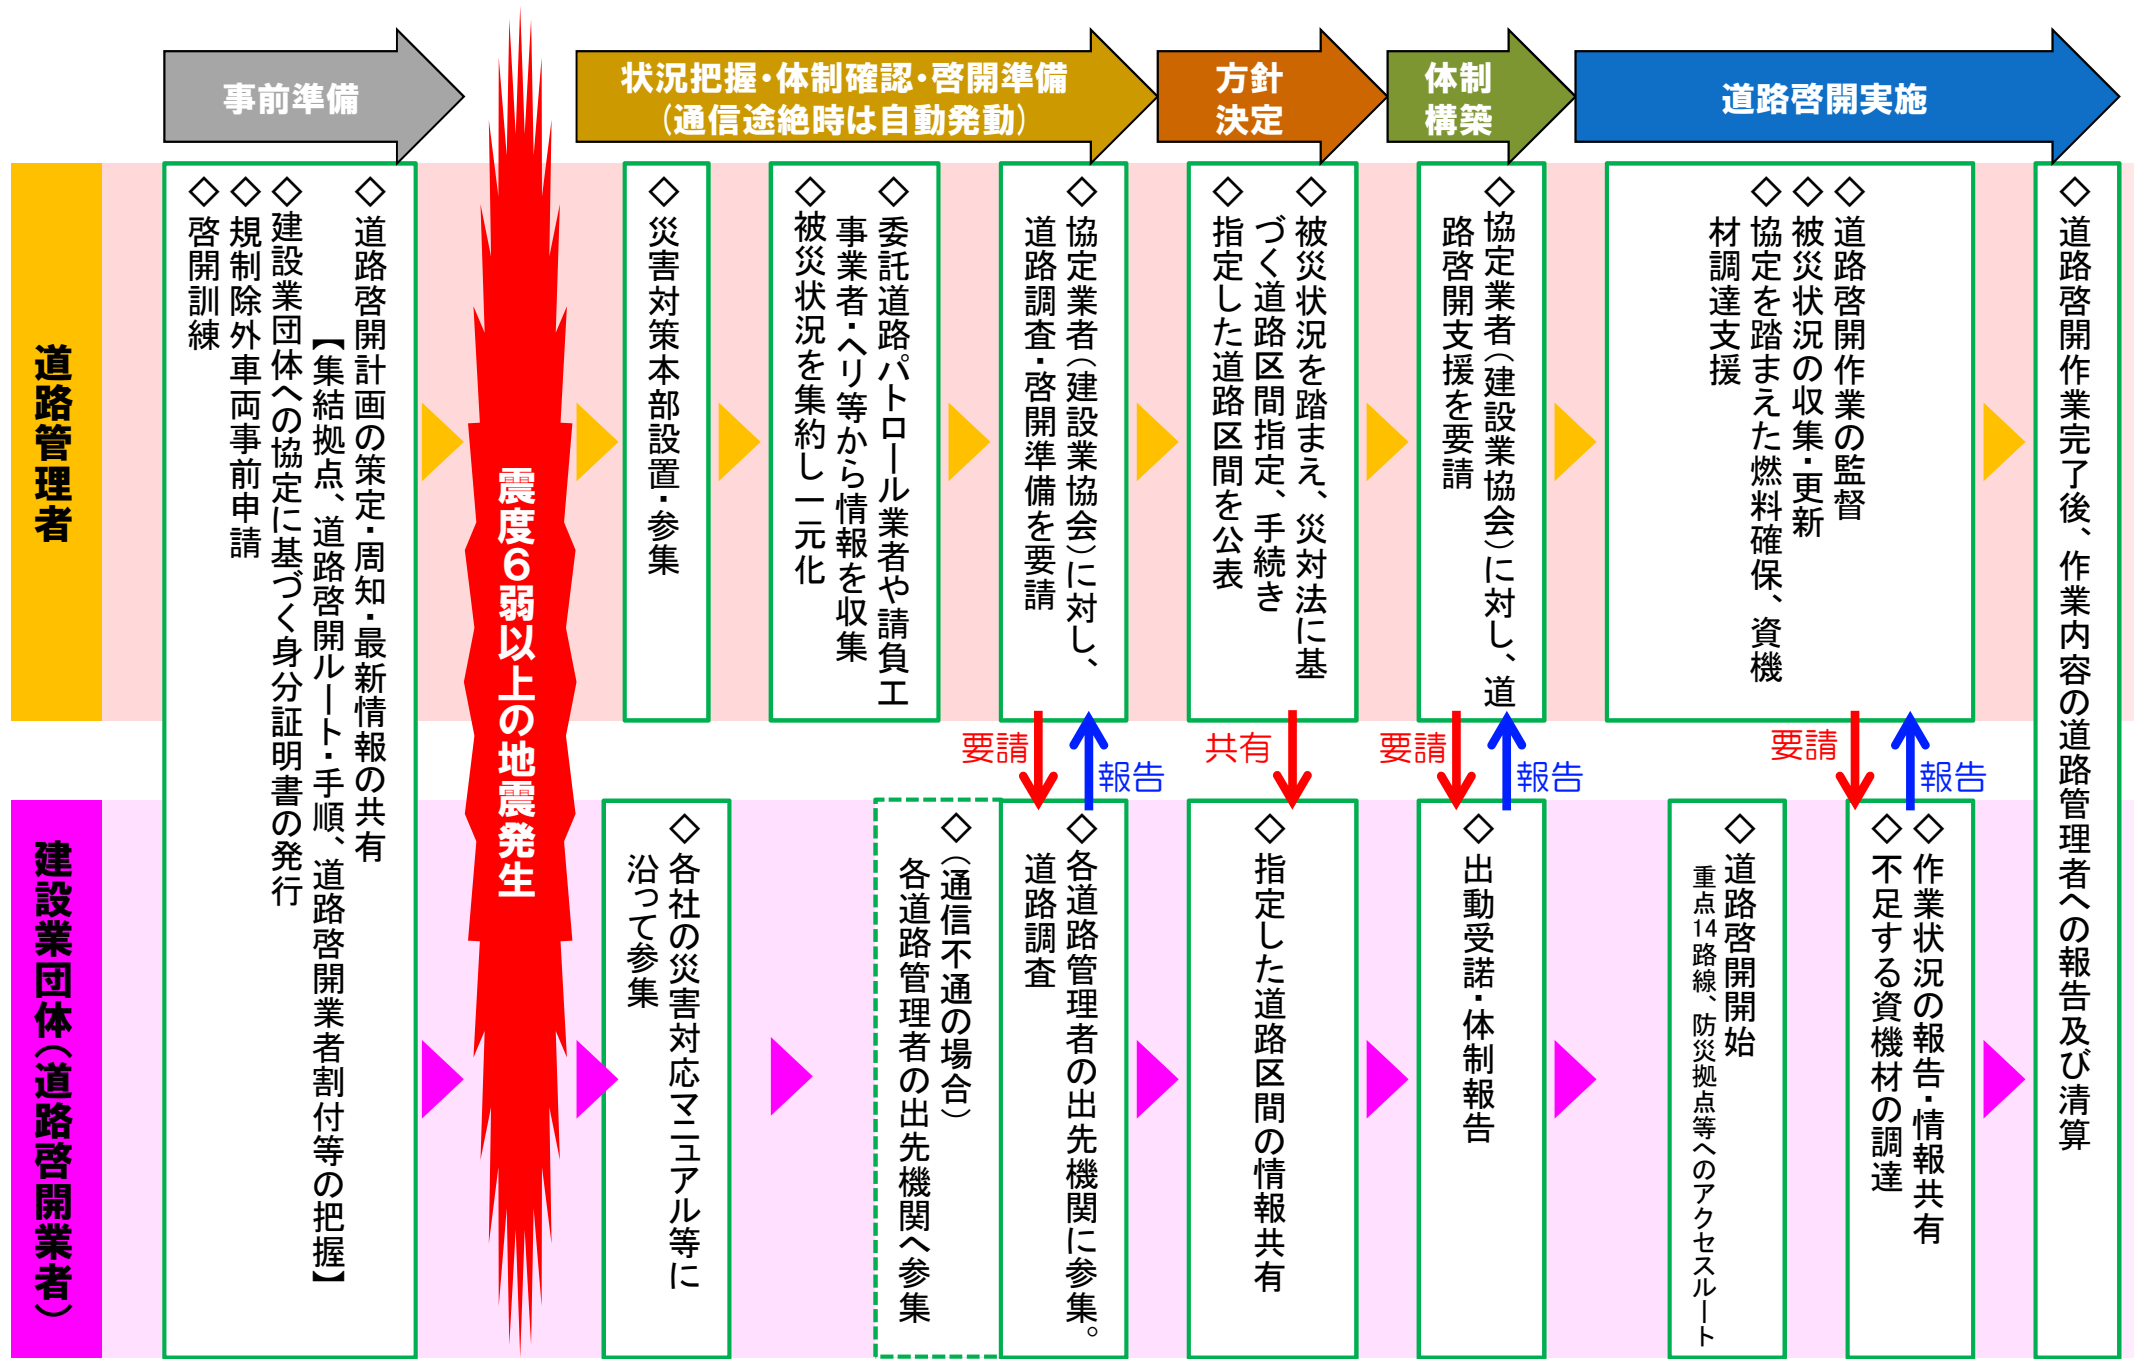 事前準備
状況把握・体制確認・啓開準備
(通信途絶時は自動発動)
方針
決定
体制
構築
道路啓開実施
道路管理者
◇道路啓開計画の策定・周知・最新情報の共有
【集結拠点、道路啓開ルート・手順、道路啓開業者割付等の把握】
◇建設業団体への協定に基づく身分証明書の発行
◇規制除外車両事前申請
◇啓開訓練
震度6弱以上の地震発生
◇災害対策本部設置・参集
◇委託道路パトロール業者や請負工
事業者・ヘリ等から情報を収集
◇被災状況を集約し一元化
◇協定業者(建設業協会)に対し、
道路調査・啓開準備を要請
◇被災状況を踏まえ、災対法に基
づく道路区間指定、手続き
◇指定した道路区間を公表
◇協定業者(建設業協会)に対し、道
路啓開支援を要請
◇道路啓開作業の監督
◇被災状況の収集・更新
◇協定を踏まえた燃料確保、資機
材調達支援
◇道路啓開作業完了後、作業内容の道路管理者への報告及び清算
要請
報告
共有
要請
報告
要請
報告
建設業団体(道路啓開業者)
◇各社の災害対応マニュアル等に
沿って参集
◇(通信不通の場合)
各道路管理者の出先機関へ参集
◇各道路管理者の出先機関に参集。
道路調査
◇指定した道路区間の情報共有
◇出動受諾・体制報告
◇道路啓開開始
重点14路線、防災拠点等へのアクセスルート
◇作業状況の報告・情報共有
◇不足する資機材の調達